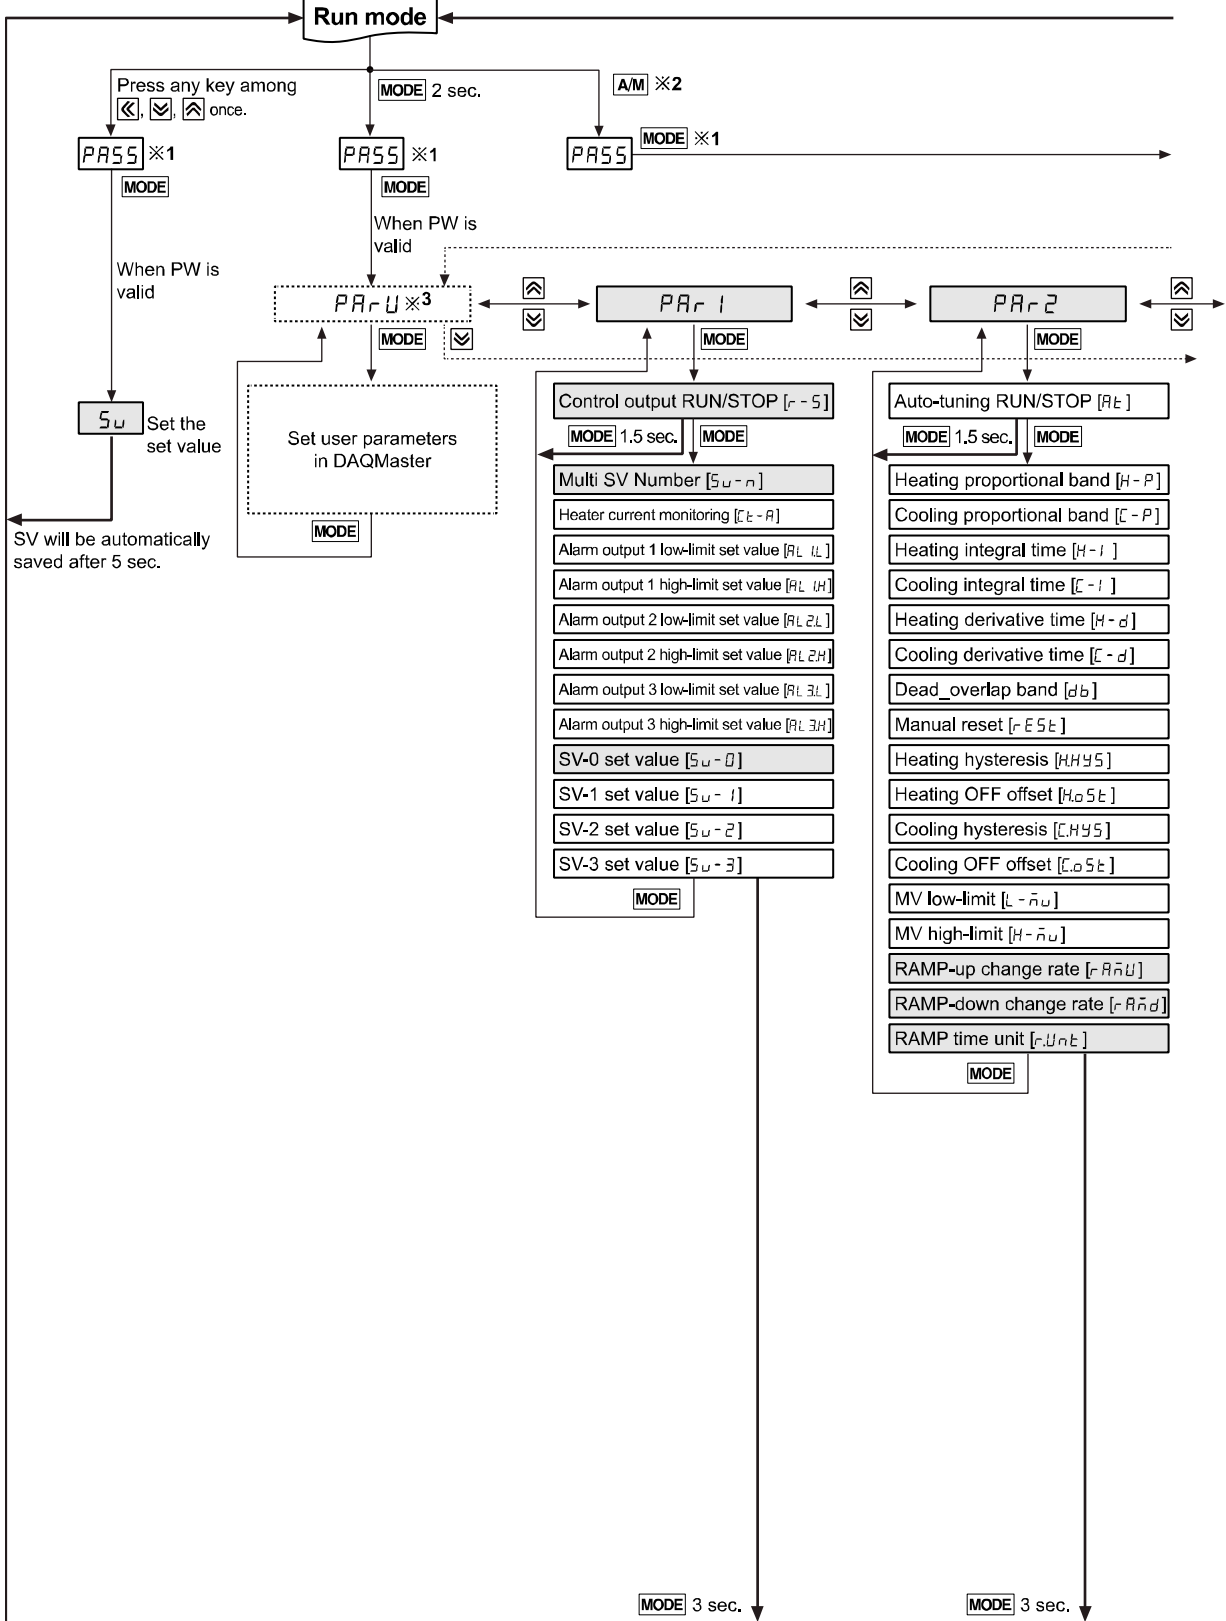 Run mode
Press any key among
«, ︾, ︽ once.
MODE 2 sec.
A/M ※2
PASS ※1
PASS ※1
PASS
MODE ※1
MODE
MODE
When PW is
valid
When PW is
valid
PArU ※3
PAr1
PAr2
MODE
MODE
MODE
Sv
Set the
set value
SV will be automatically
saved after 5 sec.
Set user parameters
in DAQMaster
MODE
Control output RUN/STOP [r-S]
MODE 1.5 sec. MODE
Multi SV Number [Sv-n]
Heater current monitoring [Ct-A]
Alarm output 1 low-limit set value [AL1.L]
Alarm output 1 high-limit set value [AL1.H]
Alarm output 2 low-limit set value [AL2.L]
Alarm output 2 high-limit set value [AL2.H]
Alarm output 3 low-limit set value [AL3.L]
Alarm output 3 high-limit set value [AL3.H]
SV-0 set value [Sv-0]
SV-1 set value [Sv-1]
SV-2 set value [Sv-2]
SV-3 set value [Sv-3]
MODE
MODE 3 sec.
Auto-tuning RUN/STOP [At]
MODE 1.5 sec. MODE
Heating proportional band [H-P]
Cooling proportional band [C-P]
Heating integral time [H-I]
Cooling integral time [C-I]
Heating derivative time [H-d]
Cooling derivative time [C-d]
Dead_overlap band [db]
Manual reset [rESt]
Heating hysteresis [H.HYS]
Heating OFF offset [H.oSt]
Cooling hysteresis [C.HYS]
Cooling OFF offset [C.oSt]
MV low-limit [L-mv]
MV high-limit [H-mv]
RAMP-up change rate [rAmU]
RAMP-down change rate [rAmd]
RAMP time unit [r.Unt]
MODE
MODE 3 sec.